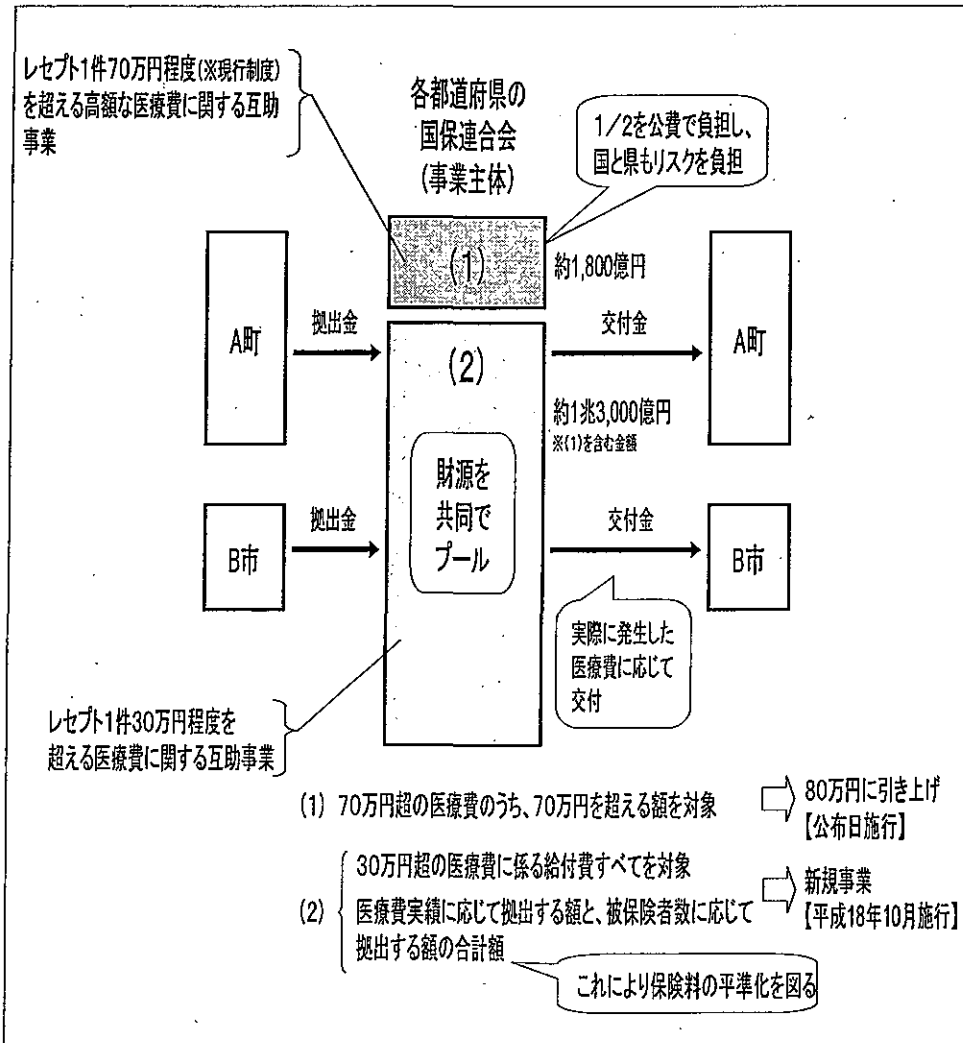 レセプト1件70万円程度(※現行制度)
を超える高額な医療費に関する互助
事業
各都道府県の
国保連合会
(事業主体)
1/2を公費で負担し、
国と県もリスクを負担
(1)
約1,800億円
A町
拠出金
(2)
交付金
A町
約1兆3,000億円
※(1)を含む金額
財源を
共同で
プール
B市
拠出金
交付金
B市
実際に発生した
医療費に応じて
交付
レセプト1件30万円程度を
超える医療費に関する互助事業
(1) 70万円超の医療費のうち、70万円を超える額を対象
80万円に引き上げ
【公布日施行】
(2)
30万円超の医療費に係る給付費すべてを対象
医療費実績に応じて拠出する額と、被保険者数に応じて
拠出する額の合計額
新規事業
【平成18年10月施行】
これにより保険料の平準化を図る